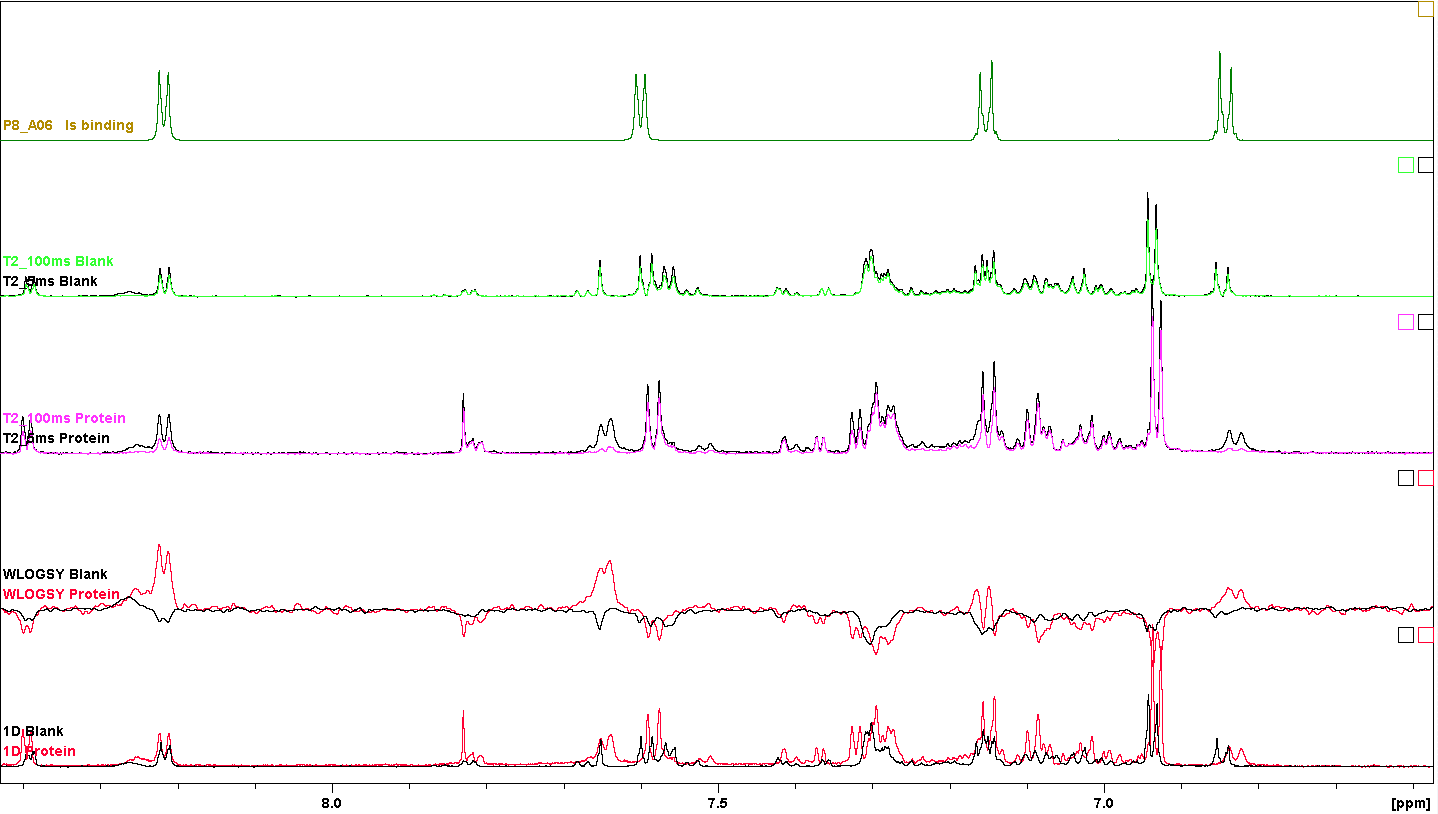 P8_A06 Is binding
T2_100ms Blank
T2_5ms Blank
T2_100ms Protein
T2_5ms Protein
WLOGSY Blank
WLOGSY Protein
1D Blank
1D Protein
8.0 7.5 7.0 [ppm]